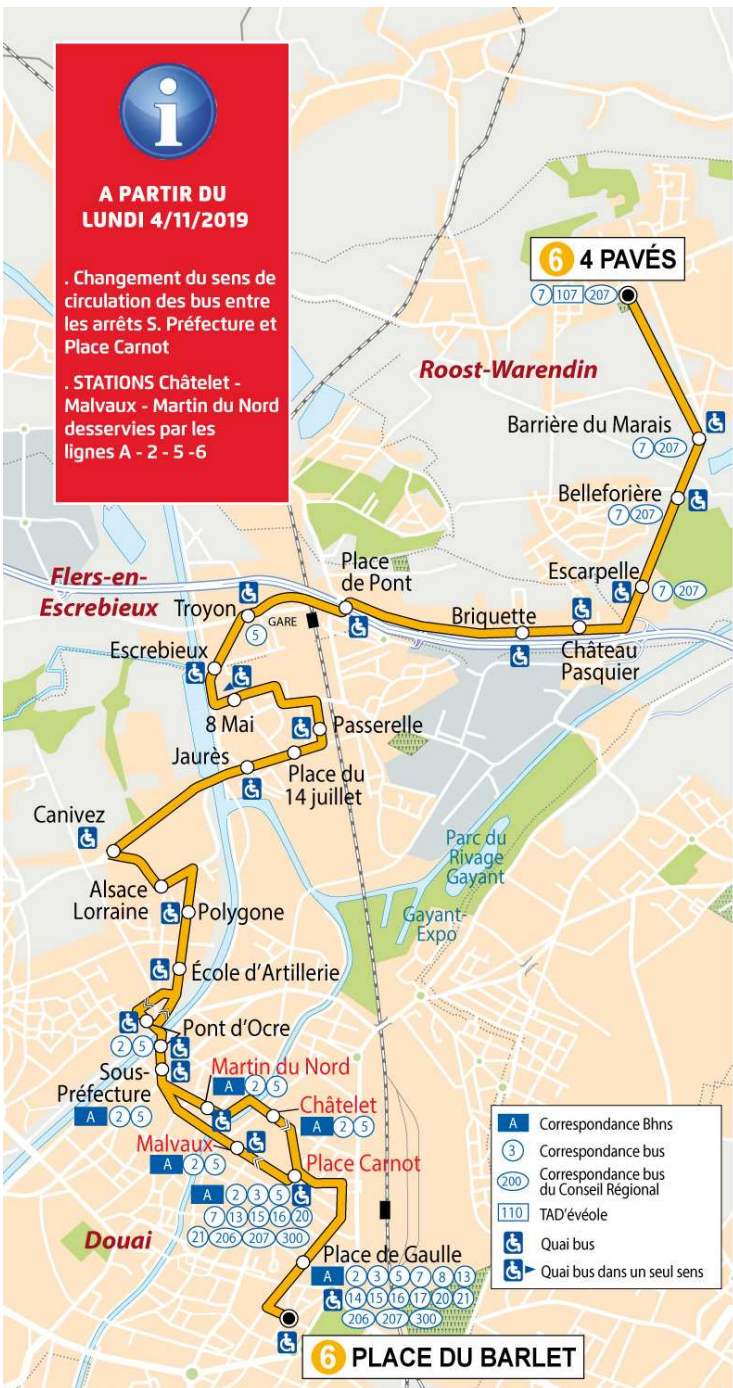 A PARTIR DU
LUNDI 4/11/2019
. Changement du sens de
circulation des bus entre
les arrêts S. Préfecture et
Place Carnot
. STATIONS Châtelet -
Malvaux - Martin du Nord
desservies par les
lignes A - 2 - 5 -6
6 4 PAVÉS
7 107 207
Roost-Warendin
Barrière du Marais
7 207
Belleforière
7 207
Escarpelle
7 207
Château
Pasquier
Briquette
Place
de Pont
GARE
Flers-en-
Escrebieux
Troyon
5
Escrebieux
8 Mai
Passerelle
Place du
14 juillet
Jaurès
Canivez
Alsace
Lorraine
Polygone
École d'Artillerie
Parc du
Rivage
Gayant
Gayant-
Expo
Pont d'Ocre
2 5
Sous-
Préfecture
A 2 5
Martin du Nord
A 2 5
Châtelet
A 2 5
Malvaux
A 2 5
Place Carnot
A 2 3 5
7 13 15 16 20
21 206 207 300
Douai
Place de Gaulle
A 2 3 5 7 8 13
14 15 16 17 20 21
206 207 300
6 PLACE DU BARLET
A Correspondance Bhns
3 Correspondance bus
200 Correspondance bus
du Conseil Régional
110 TAD'évéole
Quai bus
Quai bus dans un seul sens